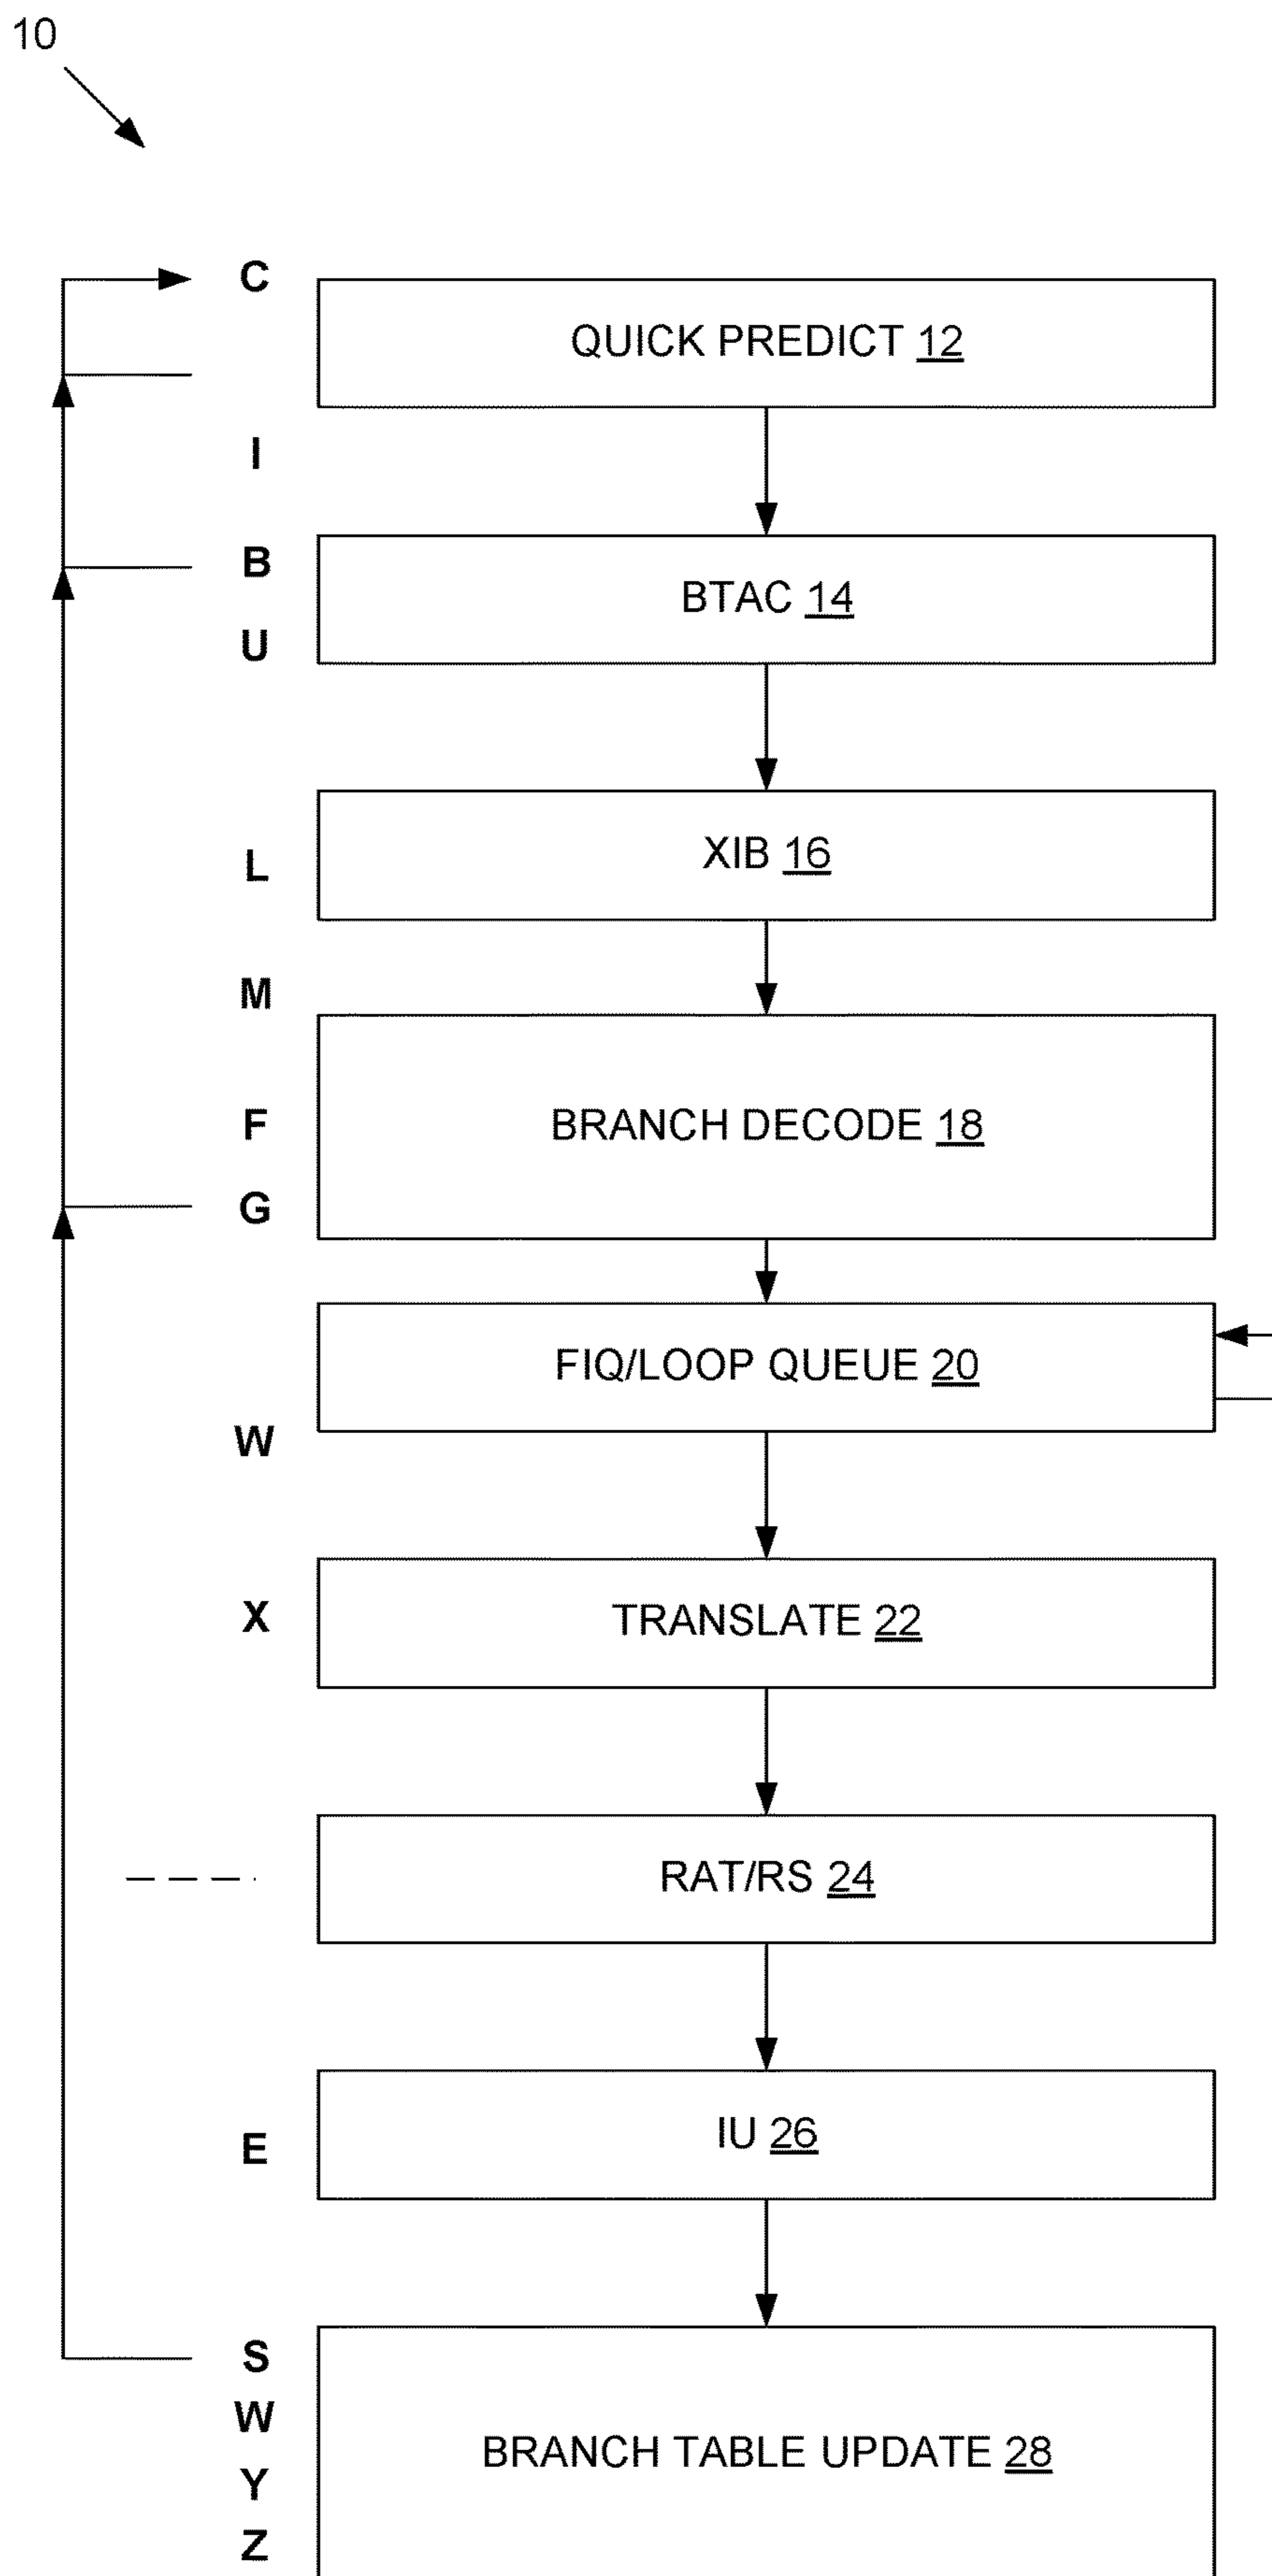 10
C
QUICK PREDICT 12
I
B
BTAC 14
U
L
XIB 16
M
F
BRANCH DECODE 18
G
FIQ/LOOP QUEUE 20
W
X
TRANSLATE 22
RAT/RS 24
E
IU 26
S
W
BRANCH TABLE UPDATE 28
Y
Z